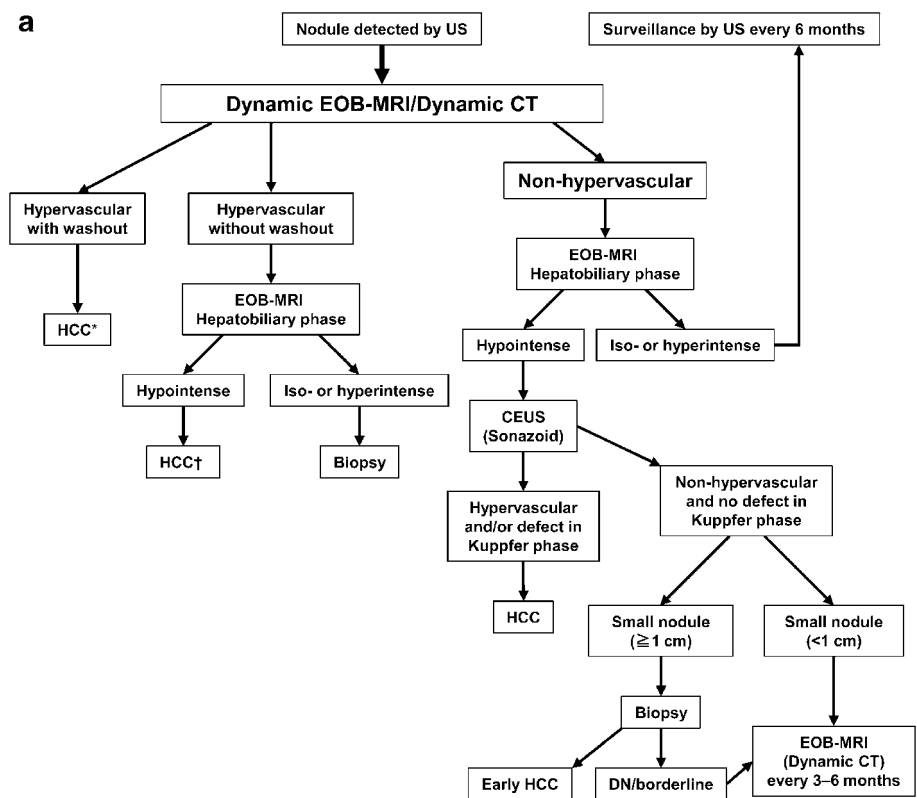 a
Nodule detected by US
Surveillance by US every 6 months
Dynamic EOB-MRI/Dynamic CT
Non-hypervascular
Hypervascular
with washout
Hypervascular
without washout
EOB-MRI
Hepatobiliary phase
EOB-MRI
Hepatobiliary phase
HCC*
Hypointense
Iso- or hyperintense
Hypointense
Iso- or hyperintense
CEUS
(Sonazoid)
HCC†
Biopsy
Non-hypervascular
and no defect in
Kuppfer phase
Hypervascular
and/or defect in
Kuppfer phase
HCC
Small nodule
(≧1 cm)
Small nodule
(<1 cm)
Biopsy
EOB-MRI
(Dynamic CT)
every 3–6 months
Early HCC
DN/borderline